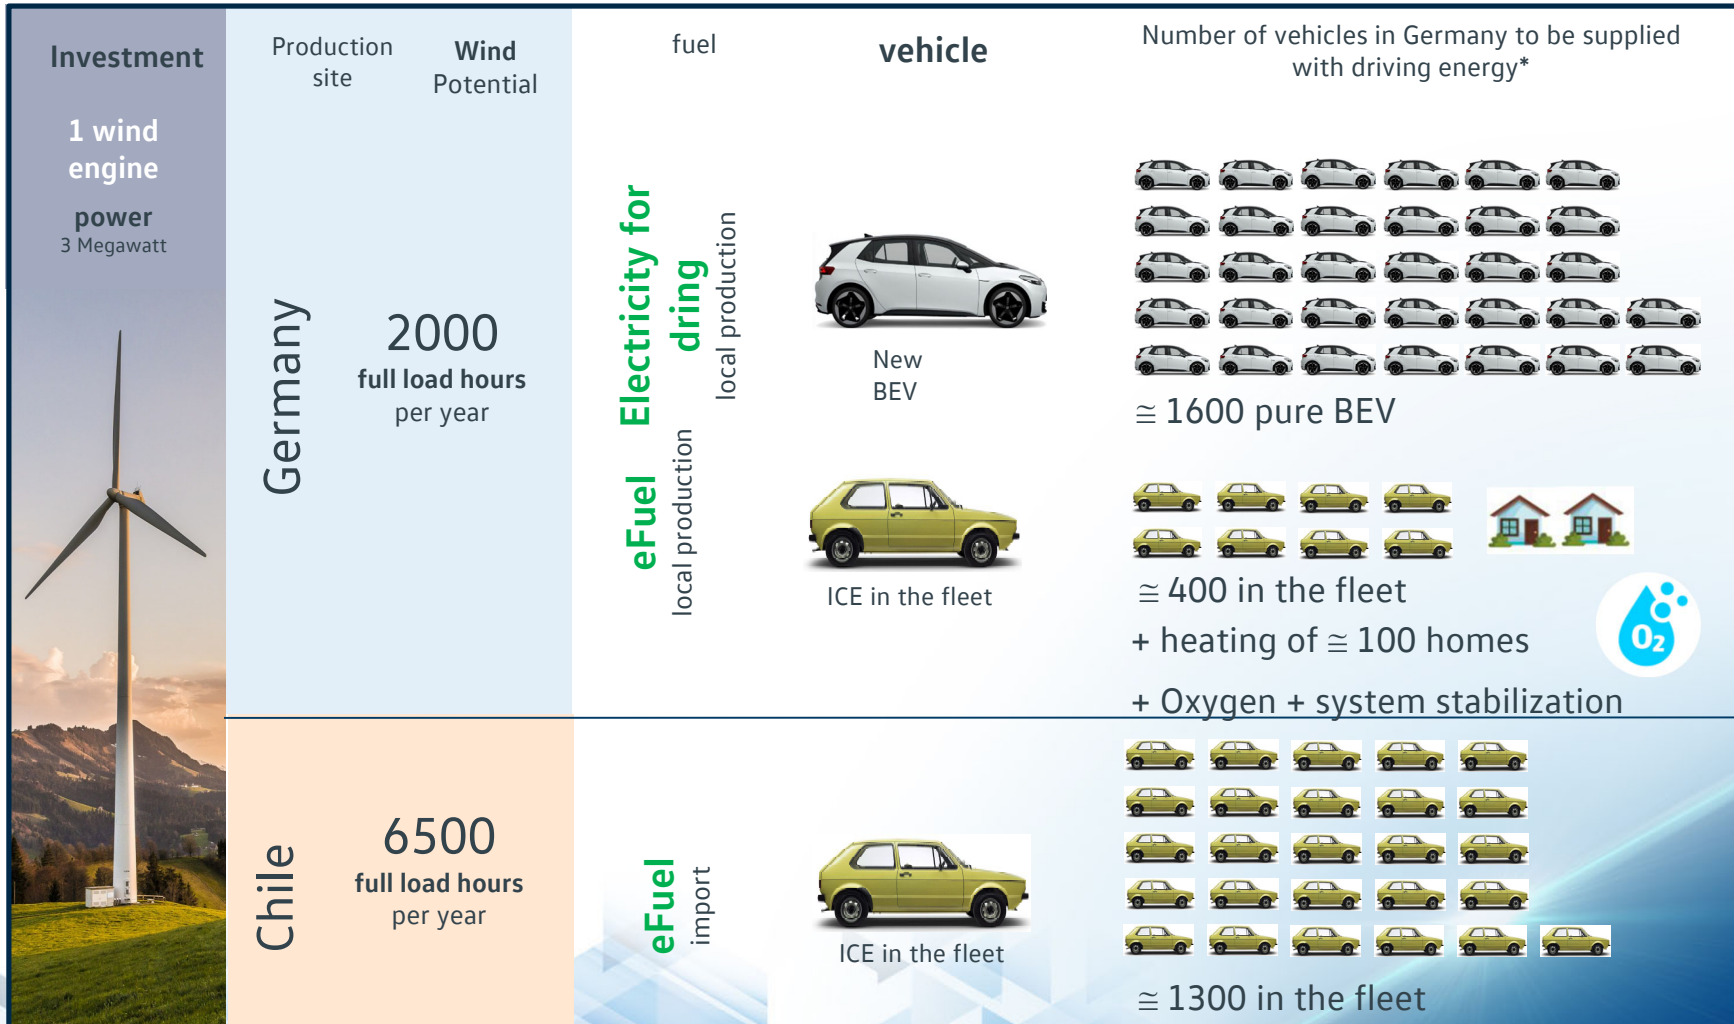 Investment
1 wind
engine
power
3 Megawatt
Production
site
Wind
Potential
fuel
vehicle
Number of vehicles in Germany to be supplied
with driving energy*
Germany
2000
full load hours
per year
Electricity for
dring
local production
New
BEV
≅ 1600 pure BEV
eFuel
local production
ICE in the fleet
≅ 400 in the fleet
+ heating of ≅ 100 homes
+ Oxygen + system stabilization
O2
Chile
6500
full load hours
per year
eFuel
import
ICE in the fleet
≅ 1300 in the fleet